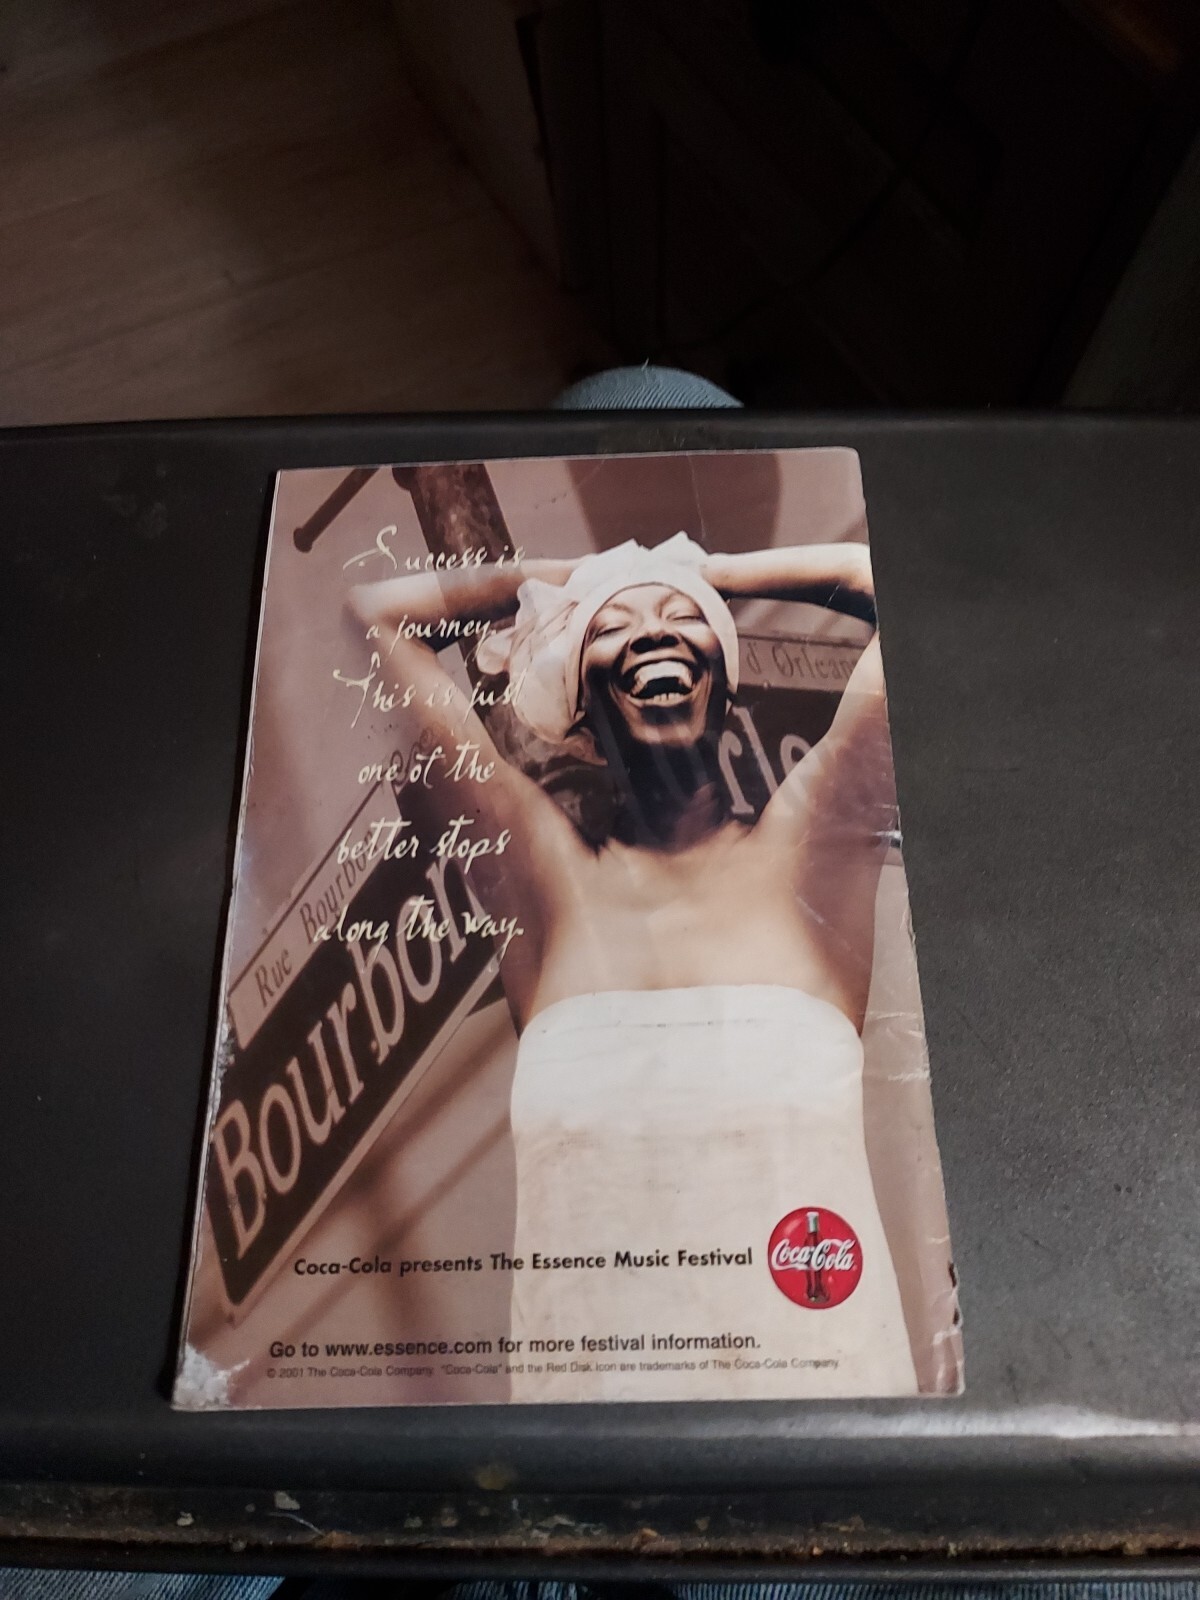 Success is
a journey.
This is just
one of the
better stops
along the way.
d' Orleans
Orle
Rue Bourbon
Bourbon
Coca-Cola presents The Essence Music Festival
Coca-Cola
Go to www.essence.com for more festival information.
© 2001 The Coca-Cola Company. "Coca-Cola" and the Red Disk Icon are trademarks of The Coca-Cola Company.